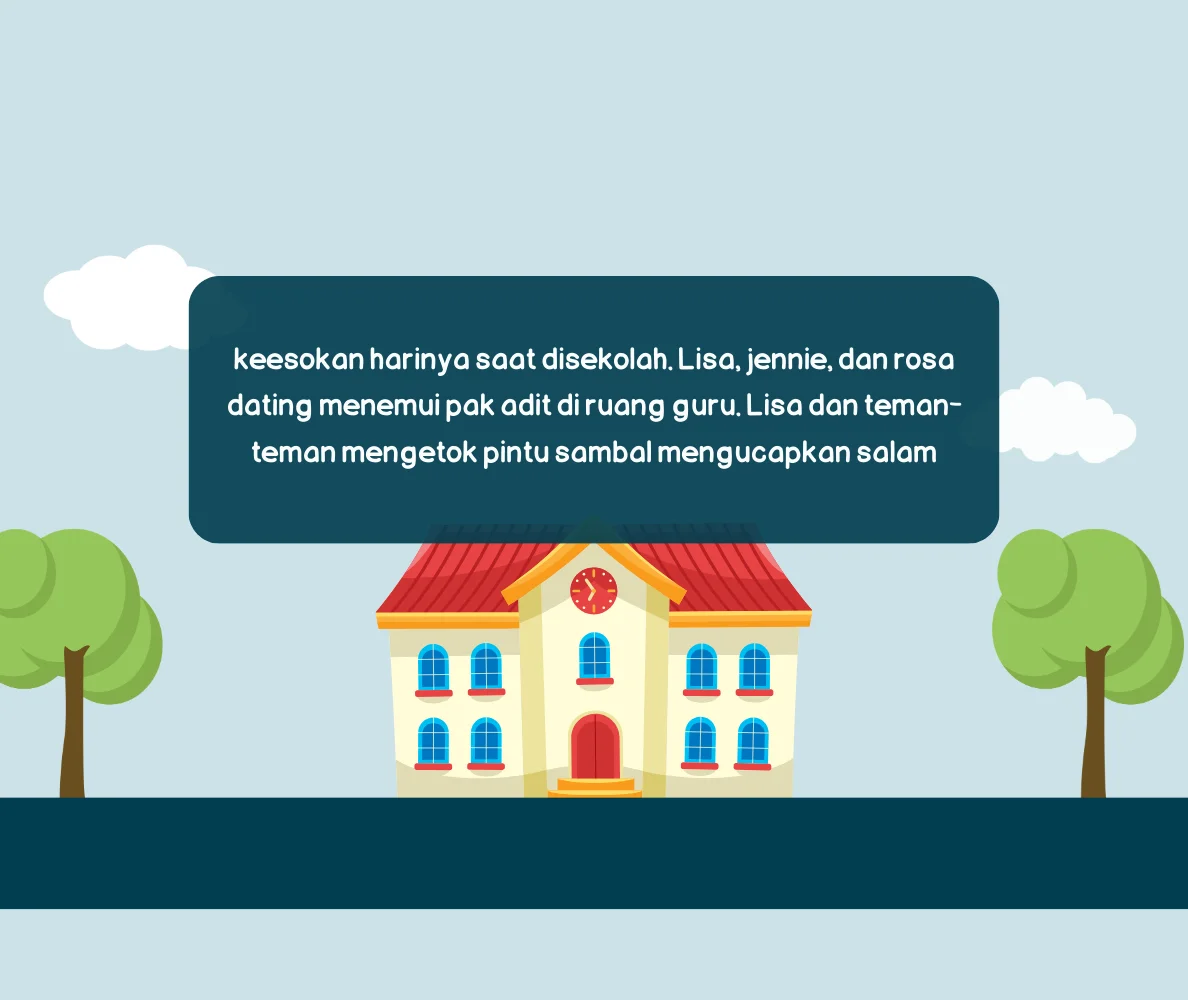 keesokan harinya saat disekolah. Lisa, jennie, dan rosa
dating menemui pak adit di ruang guru. Lisa dan teman-
teman mengetok pintu sambal mengucapkan salam